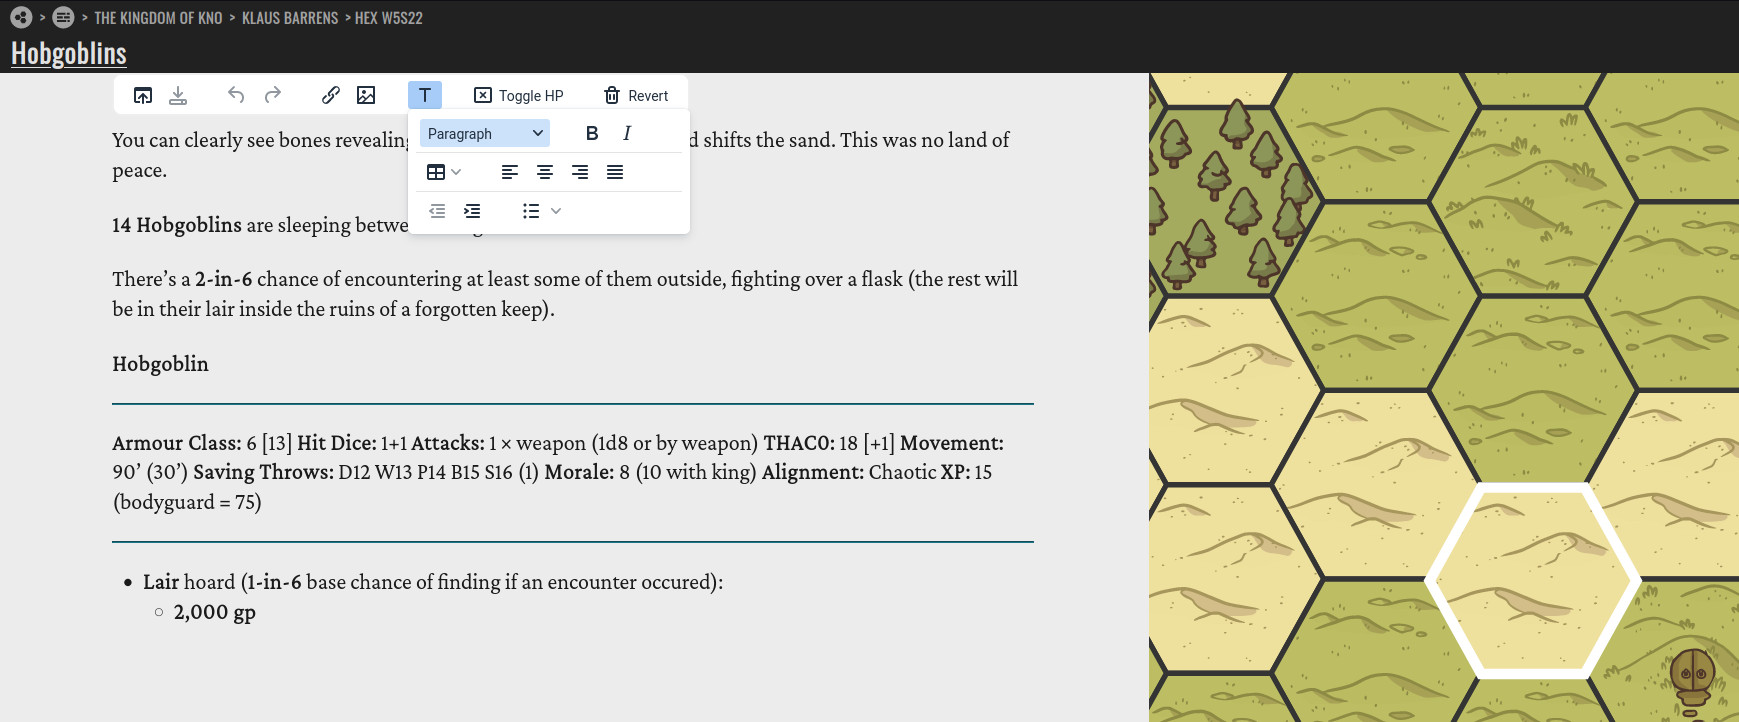 > > THE KINGDOM OF KNO > KLAUS BARRENS > HEX W5S22
Hobgoblins
T Toggle HP Revert
Paragraph B I
You can clearly see bones revealing d shifts the sand. This was no land of
peace.
14 Hobgoblins are sleeping betwe
There’s a 2-in-6 chance of encountering at least some of them outside, fighting over a flask (the rest will
be in their lair inside the ruins of a forgotten keep).
Hobgoblin
Armour Class: 6 [13] Hit Dice: 1+1 Attacks: 1 × weapon (1d8 or by weapon) THAC0: 18 [+1] Movement:
90’ (30’) Saving Throws: D12 W13 P14 B15 S16 (1) Morale: 8 (10 with king) Alignment: Chaotic XP: 15
(bodyguard = 75)
• Lair hoard (1-in-6 base chance of finding if an encounter occured):
○ 2,000 gp